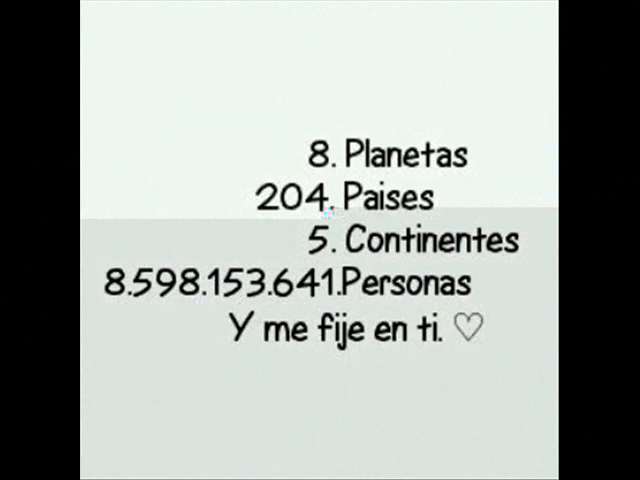 8. Planetas
204. Paises
5. Continentes
8.598.153.641.Personas
Y me fije en ti. ♡